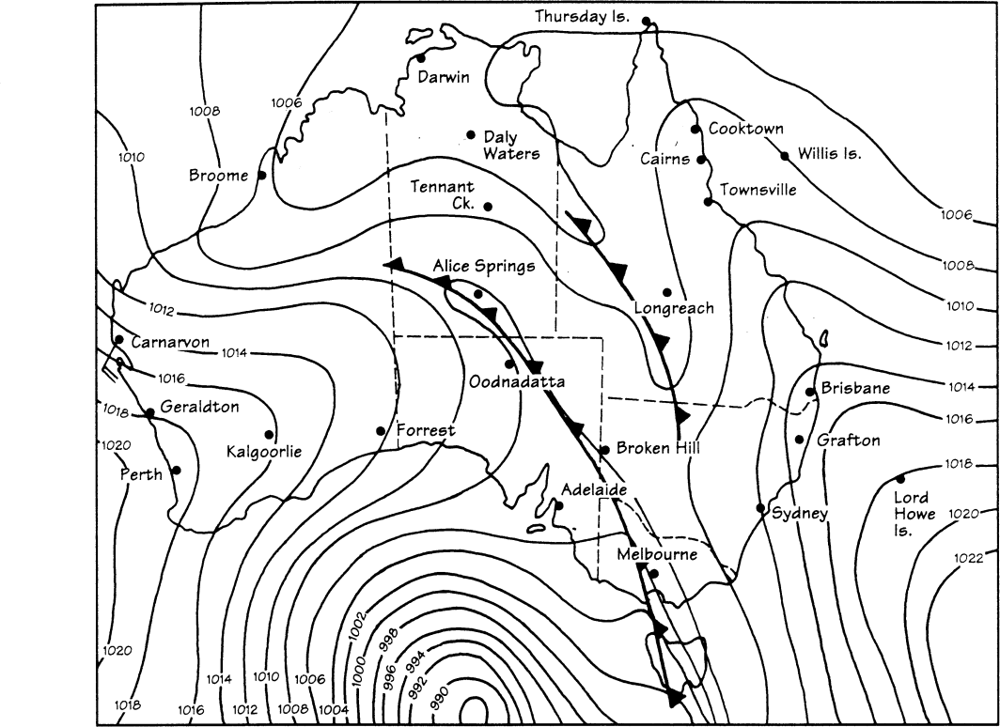 Thursday Is.
Darwin
1008
1006
Cooktown
Daly
Waters
1010
Cairns
Willis Is.
Broome
Tennant
Ck.
Townsville
1006
Alice Springs
1008
1012
Longreach
1010
Carnarvon
1012
1014
1016
Oodnadatta
Brisbane
1014
1018
Geraldton
1016
Forrest
Grafton
1020
Kalgoorlie
Broken Hill
1018
Perth
Adelaide
Lord
Howe
Is.
Sydney
1020
Melbourne
1022
1002
998
1020
994
1014
1010
1006
1000
996
992
990
1018
1016
1012
1008
1004